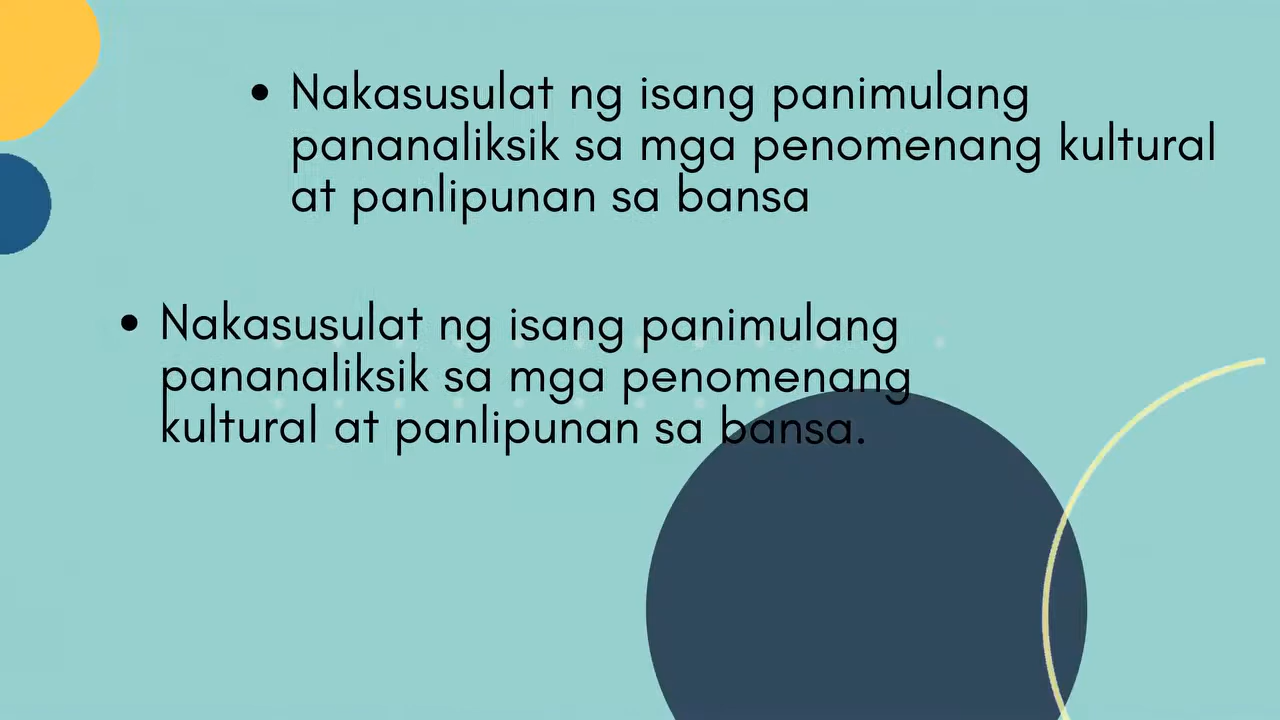 • Nakasusulat ng isang panimulang
pananaliksik sa mga penomenang kultural
at panlipunan sa bansa
• Nakasusulat ng isang panimulang
pananaliksik sa mga penomenang
kultural at panlipunan sa bansa.